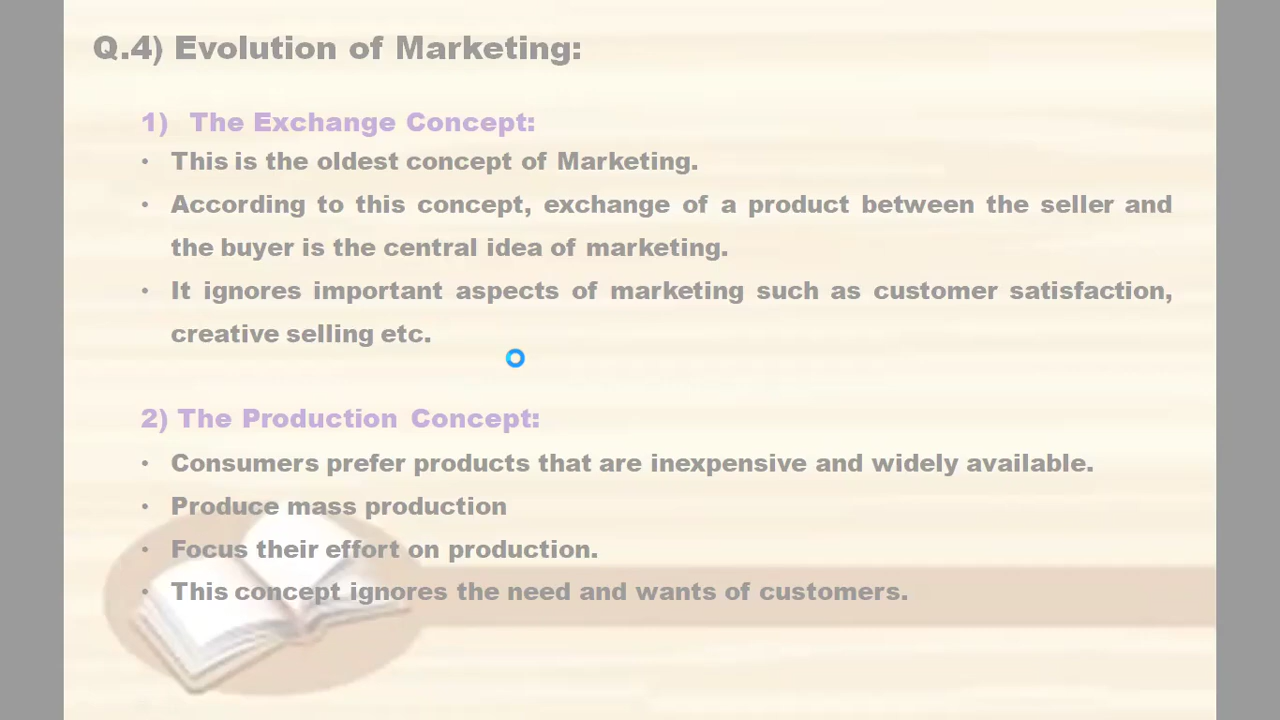 Q.4) Evolution of Marketing:
1) The Exchange Concept:
• This is the oldest concept of Marketing.
• According to this concept, exchange of a product between the seller and
the buyer is the central idea of marketing.
• It ignores important aspects of marketing such as customer satisfaction,
creative selling etc.
2) The Production Concept:
• Consumers prefer products that are inexpensive and widely available.
• Produce mass production
• Focus their effort on production.
• This concept ignores the need and wants of customers.